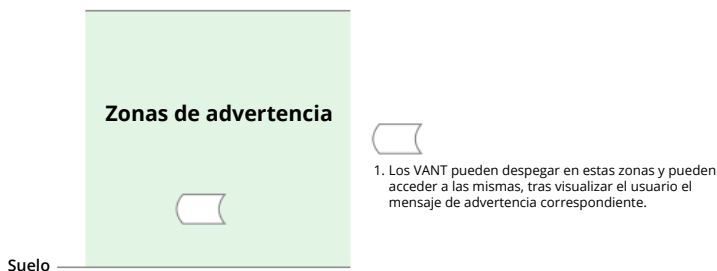 Zonas de advertencia
1. Los VANT pueden despegar en estas zonas y pueden
acceder a las mismas, tras visualizar el usuario el
mensaje de advertencia correspondiente.
Suelo